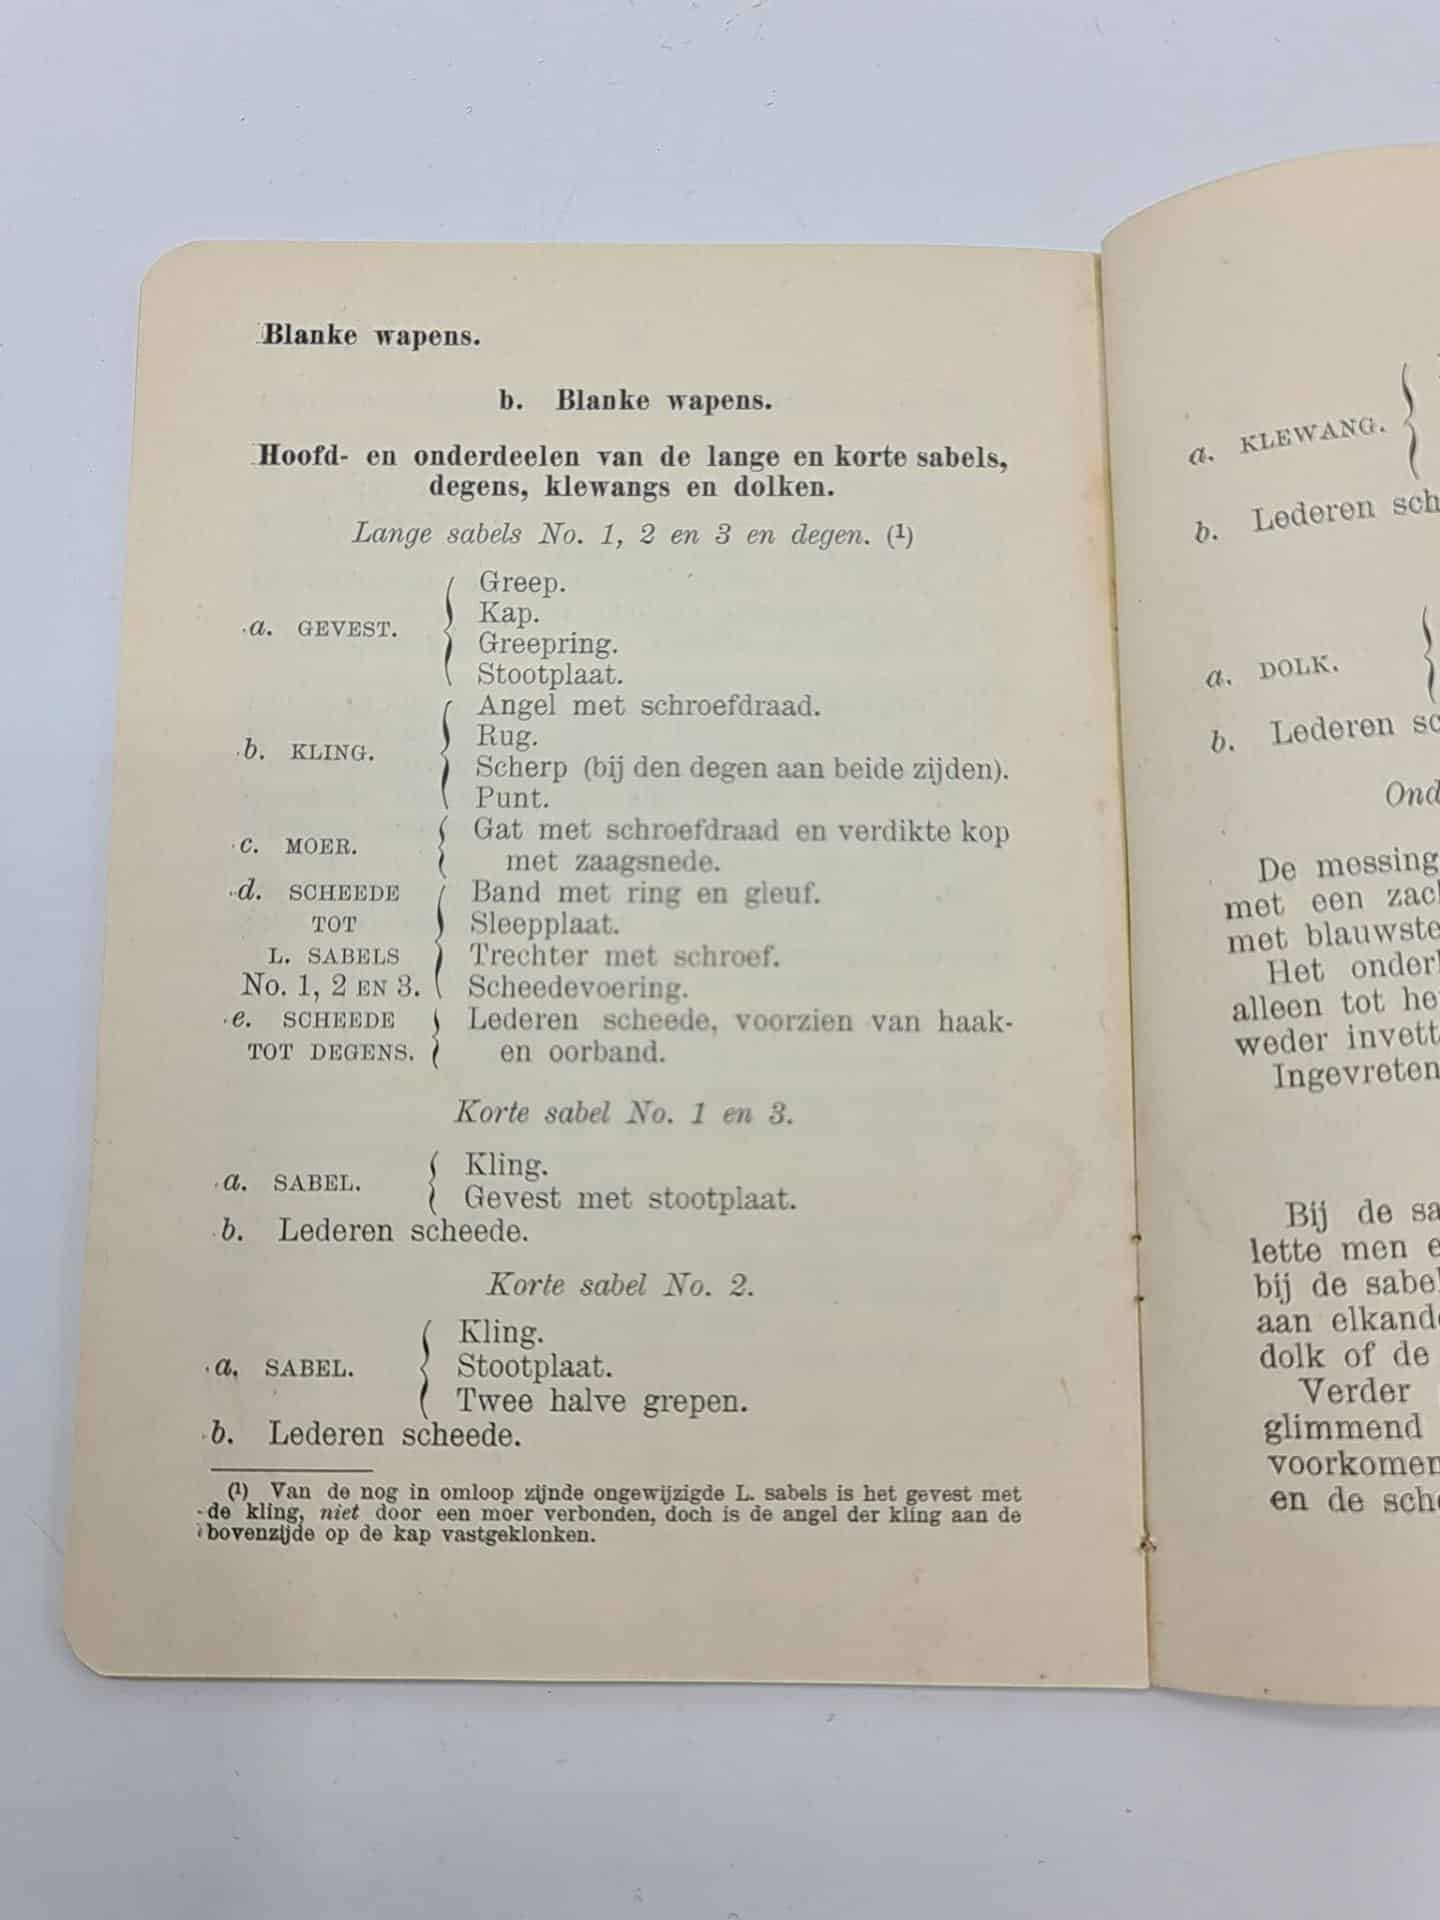 Blanke wapens.
b. Blanke wapens.
Hoofd- en onderdeelen van de lange en korte sabels,
degens, klewangs en dolken.
Lange sabels No. 1, 2 en 3 en degen. (¹)
a. GEVEST.
Greep.
Kap.
Greepring.
Stootplaat.
b. KLING.
Angel met schroefdraad.
Rug.
Scherp (bij den degen aan beide zijden).
Punt.
c. MOER.
Gat met schroefdraad en verdikte kop
met zaagsnede.
d. SCHEEDE
TOT
L. SABELS
No. 1, 2 EN 3.
Band met ring en gleuf.
Sleepplaat.
Trechter met schroef.
Scheedevoering.
e. SCHEEDE
TOT DEGENS.
Lederen scheede, voorzien van haak-
en oorband.
Korte sabel No. 1 en 3.
a. SABEL.
Kling.
Gevest met stootplaat.
b. Lederen scheede.
Korte sabel No. 2.
a. SABEL.
Kling.
Stootplaat.
Twee halve grepen.
b. Lederen scheede.
(¹) Van de nog in omloop zijnde ongewijzigde L. sabels is het gevest met
de kling, niet door een moer verbonden, doch is de angel der kling aan de
bovenzijde op de kap vastgeklonken.
a. KLEWANG.
b. Lederen sch
a. DOLK.
b. Lederen sc
Ond
De messing
met een zac
met blauwste
Het onder
alleen tot he
weder invett
Ingevreten
Bij de sa
lette men e
bij de sabel
aan elkand
dolk of de
Verder
glimmend
voorkomen
en de sch